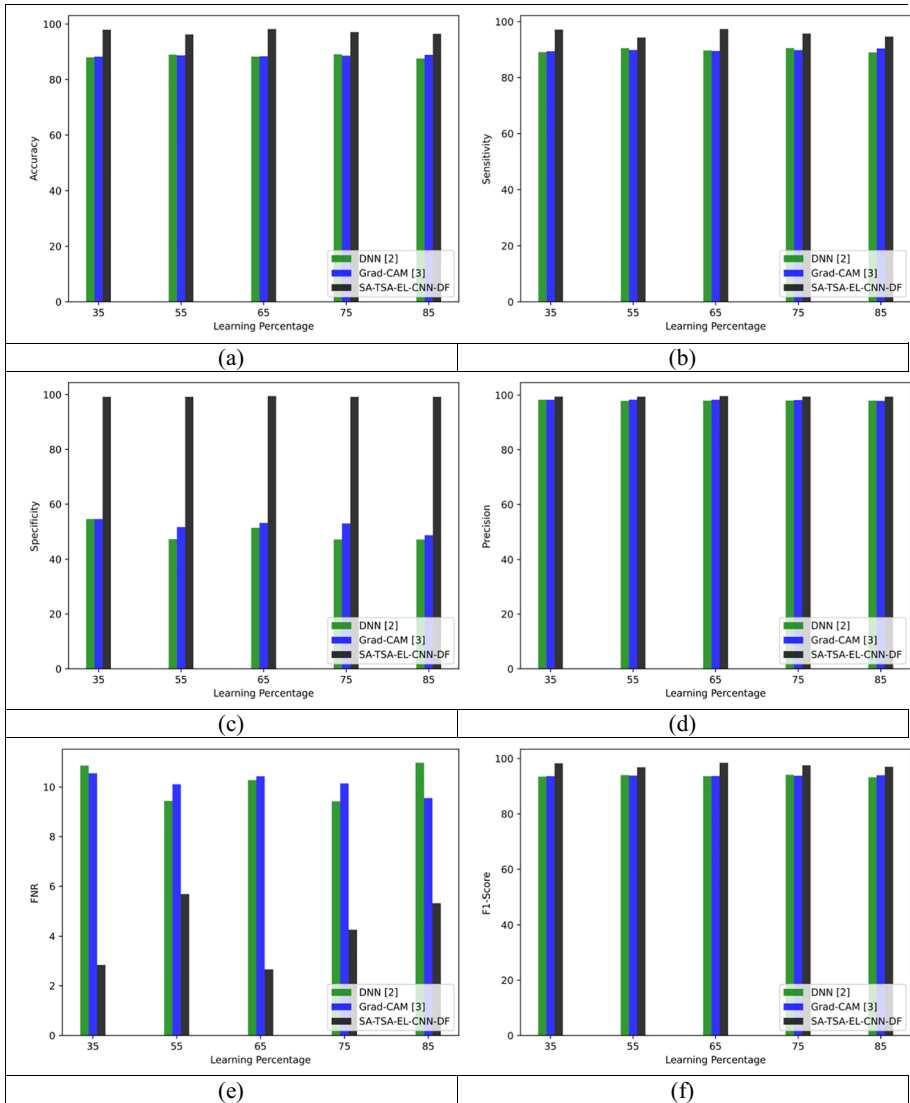 100
80
60
40
20
0
Accuracy
DNN [2]
Grad-CAM [3]
SA-TSA-EL-CNN-DF
35 55 65 75 85
Learning Percentage
100
80
60
40
20
0
Sensitivity
DNN [2]
Grad-CAM [3]
SA-TSA-EL-CNN-DF
35 55 65 75 85
Learning Percentage
(a) (b)
100
80
60
40
20
0
Specificity
DNN [2]
Grad-CAM [3]
SA-TSA-EL-CNN-DF
35 55 65 75 85
Learning Percentage
100
80
60
40
20
0
Precision
DNN [2]
Grad-CAM [3]
SA-TSA-EL-CNN-DF
35 55 65 75 85
Learning Percentage
(c) (d)
10
8
6
4
2
0
FNR
DNN [2]
Grad-CAM [3]
SA-TSA-EL-CNN-DF
35 55 65 75 85
Learning Percentage
100
80
60
40
20
0
F1-Score
DNN [2]
Grad-CAM [3]
SA-TSA-EL-CNN-DF
35 55 65 75 85
Learning Percentage
(e) (f)